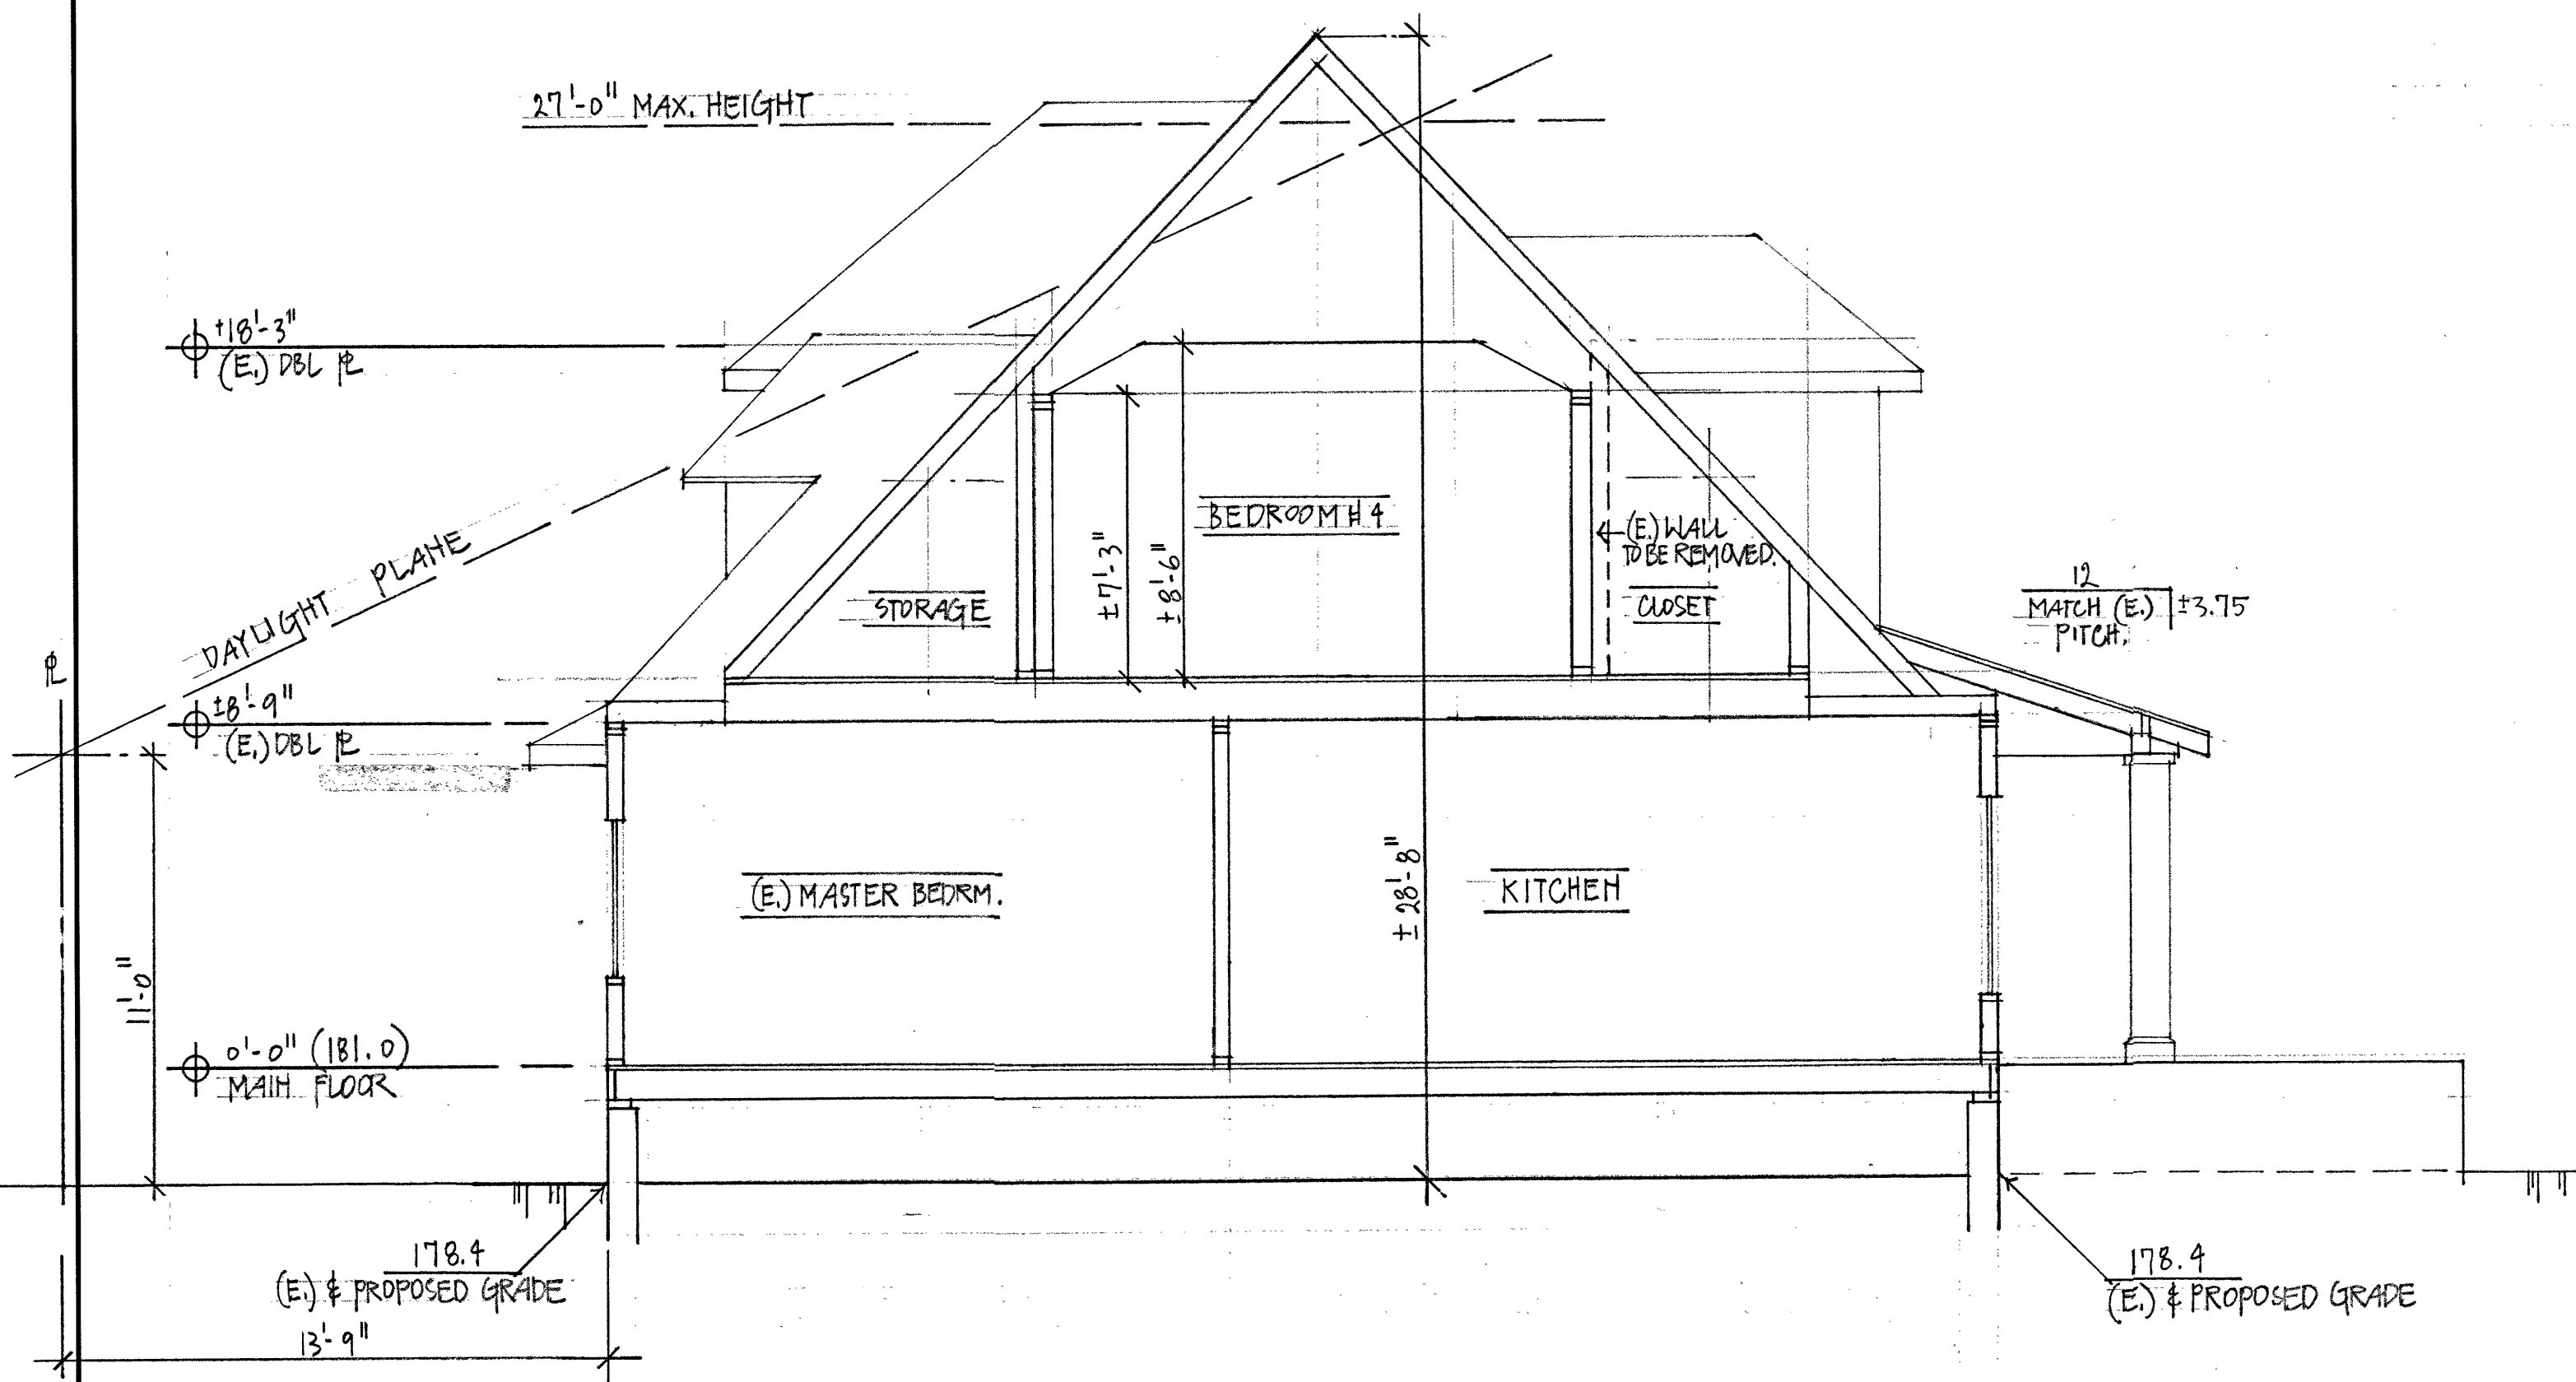 27'-0" MAX. HEIGHT
+18'-3"
(E.) DBL PL
BEDROOM # 4
±7'-3"
±8'-6"
←(E.) WALL
TO BE REMOVED.
STORAGE
CLOSET
12
MATCH (E.) ±3.75
PITCH.
DAYLIGHT PLANE
PL
±8'-9"
(E.) DBL PL
(E.) MASTER BEDRM.
KITCHEN
±28'-8"
11'-0"
0'-0" (181.0)
MAIN FLOOR
178.4
(E.) & PROPOSED GRADE
178.4
(E.) & PROPOSED GRADE
13'-9"